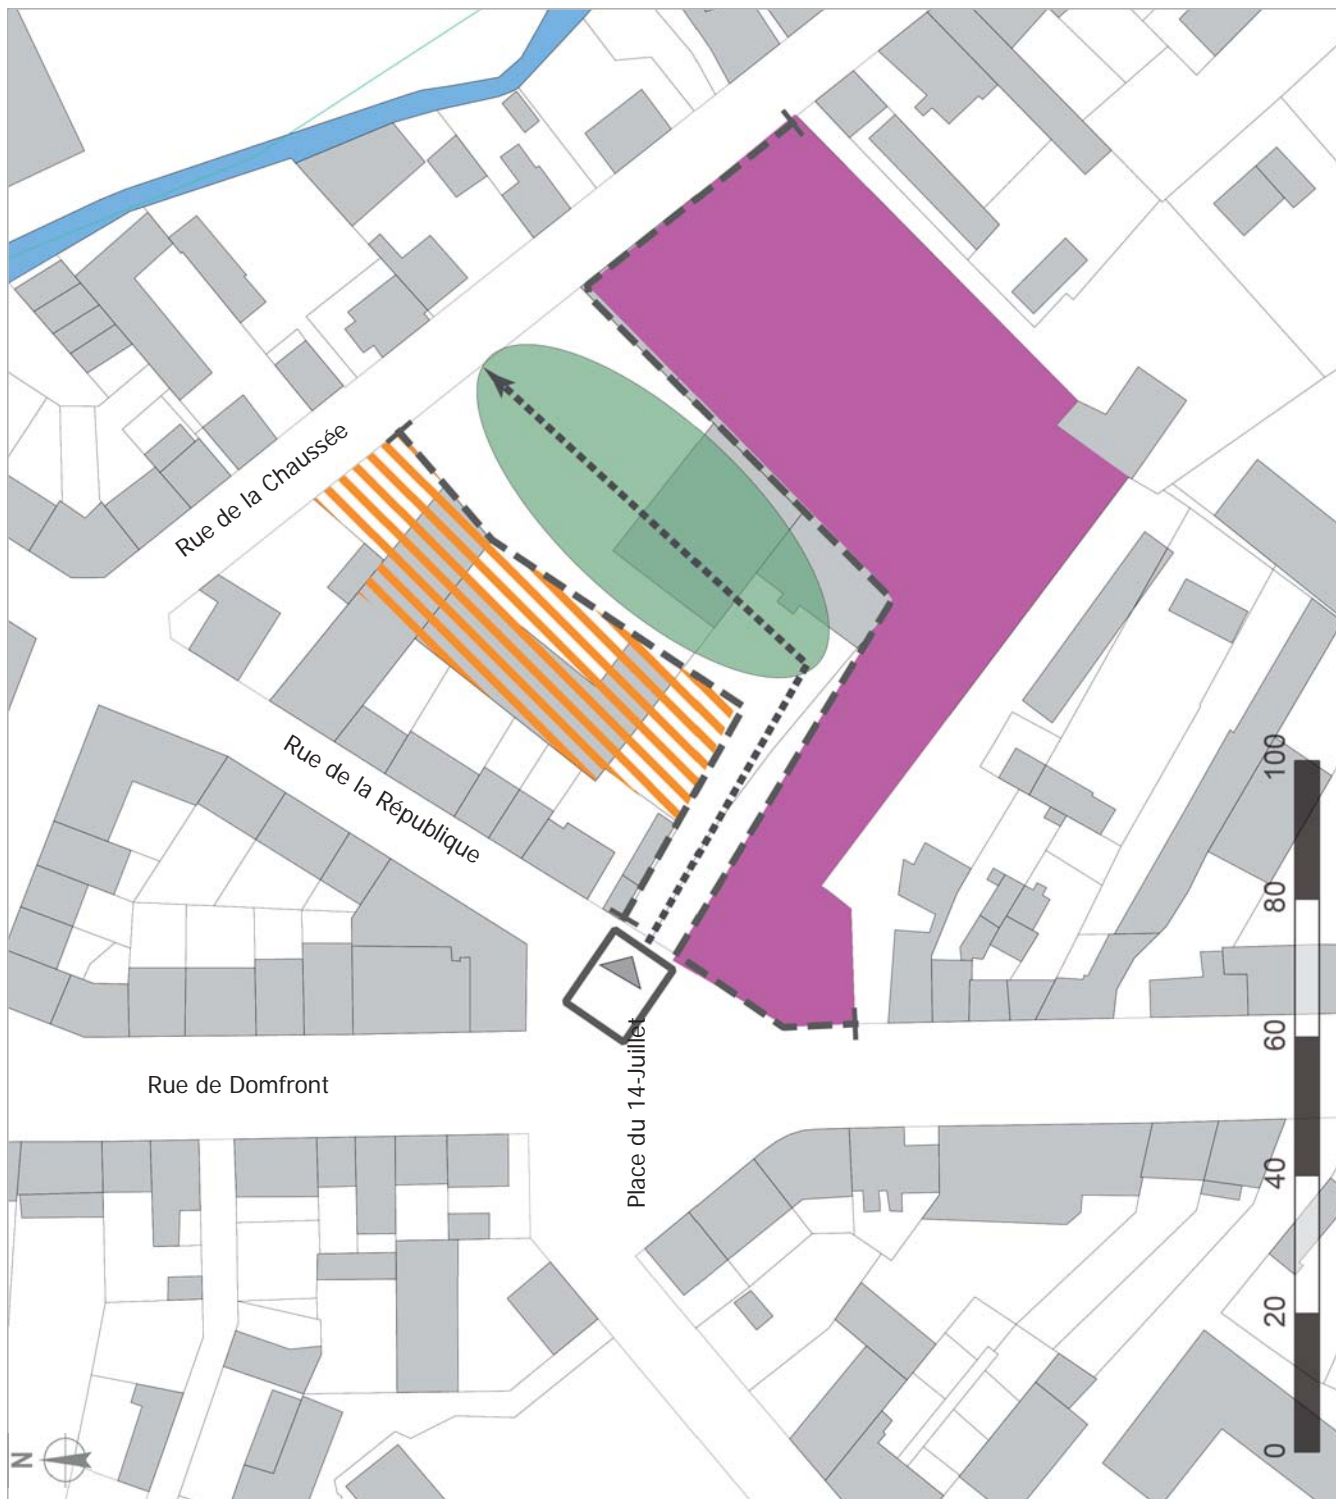 Rue de la Chaussée
Rue de la République
Rue de Domfront
Place du 14-Juillet
N
0
20
40
60
80
100